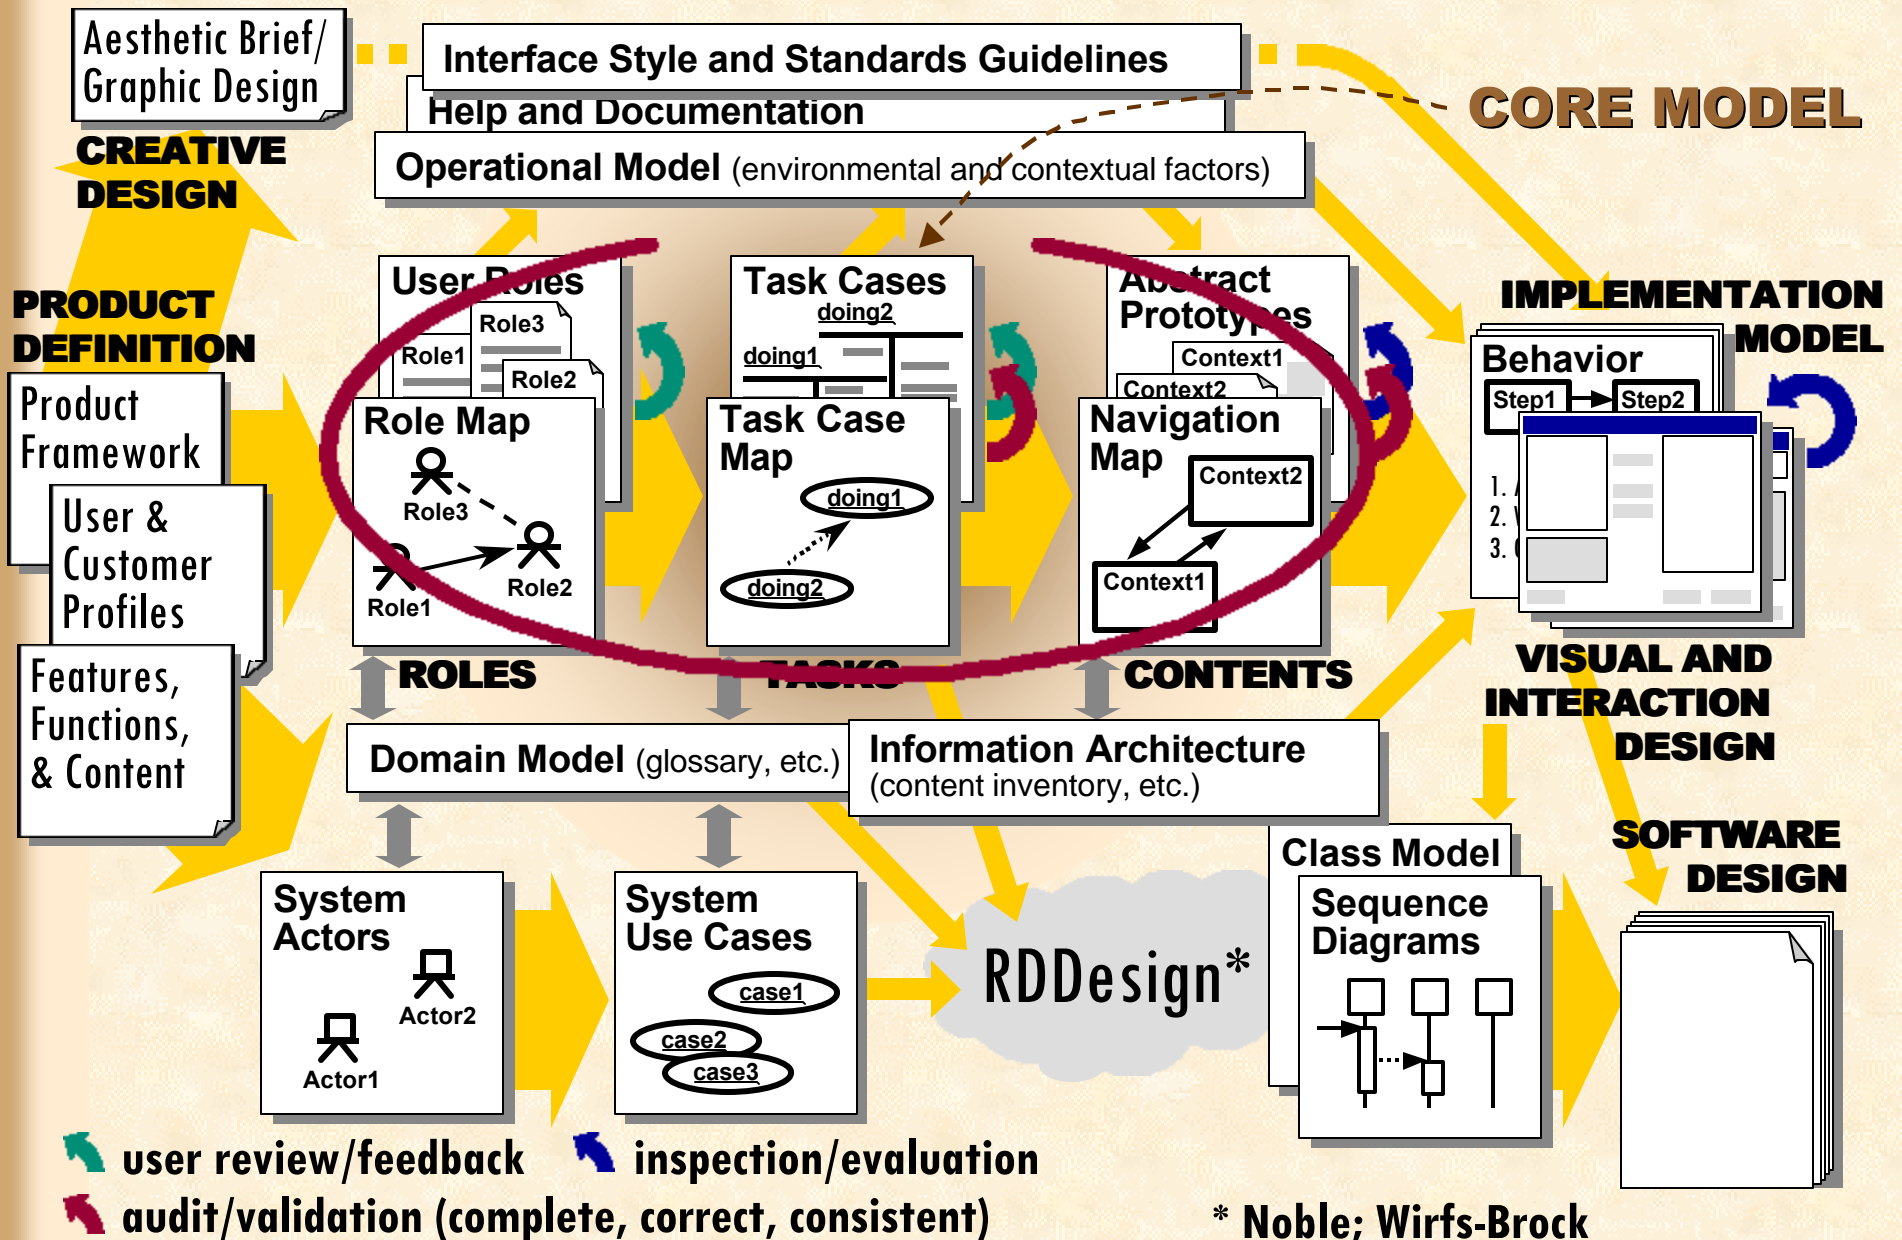 Aesthetic Brief/
Graphic Design
CREATIVE
DESIGN
Interface Style and Standards Guidelines
Help and Documentation
Operational Model (environmental and contextual factors)
CORE MODEL
PRODUCT
DEFINITION
Product
Framework
User &
Customer
Profiles
Features,
Functions,
& Content
User Roles
Role3
Role1
Role2
Role Map
Role3
Role2
Role1
ROLES
Task Cases
doing2
doing1
Task Case
Map
doing1
doing2
TASKS
Abstract
Prototypes
Context1
Context2
Navigation
Map
Context2
Context1
CONTENTS
IMPLEMENTATION
MODEL
Behavior
Step1
Step2
1.
2.
3.
VISUAL AND
INTERACTION
DESIGN
Domain Model (glossary, etc.)
Information Architecture
(content inventory, etc.)
System
Actors
Actor2
Actor1
System
Use Cases
case1
case2
case3
RDDesign*
Class Model
Sequence
Diagrams
SOFTWARE
DESIGN
user review/feedback
inspection/evaluation
audit/validation (complete, correct, consistent)
* Noble; Wirfs-Brock